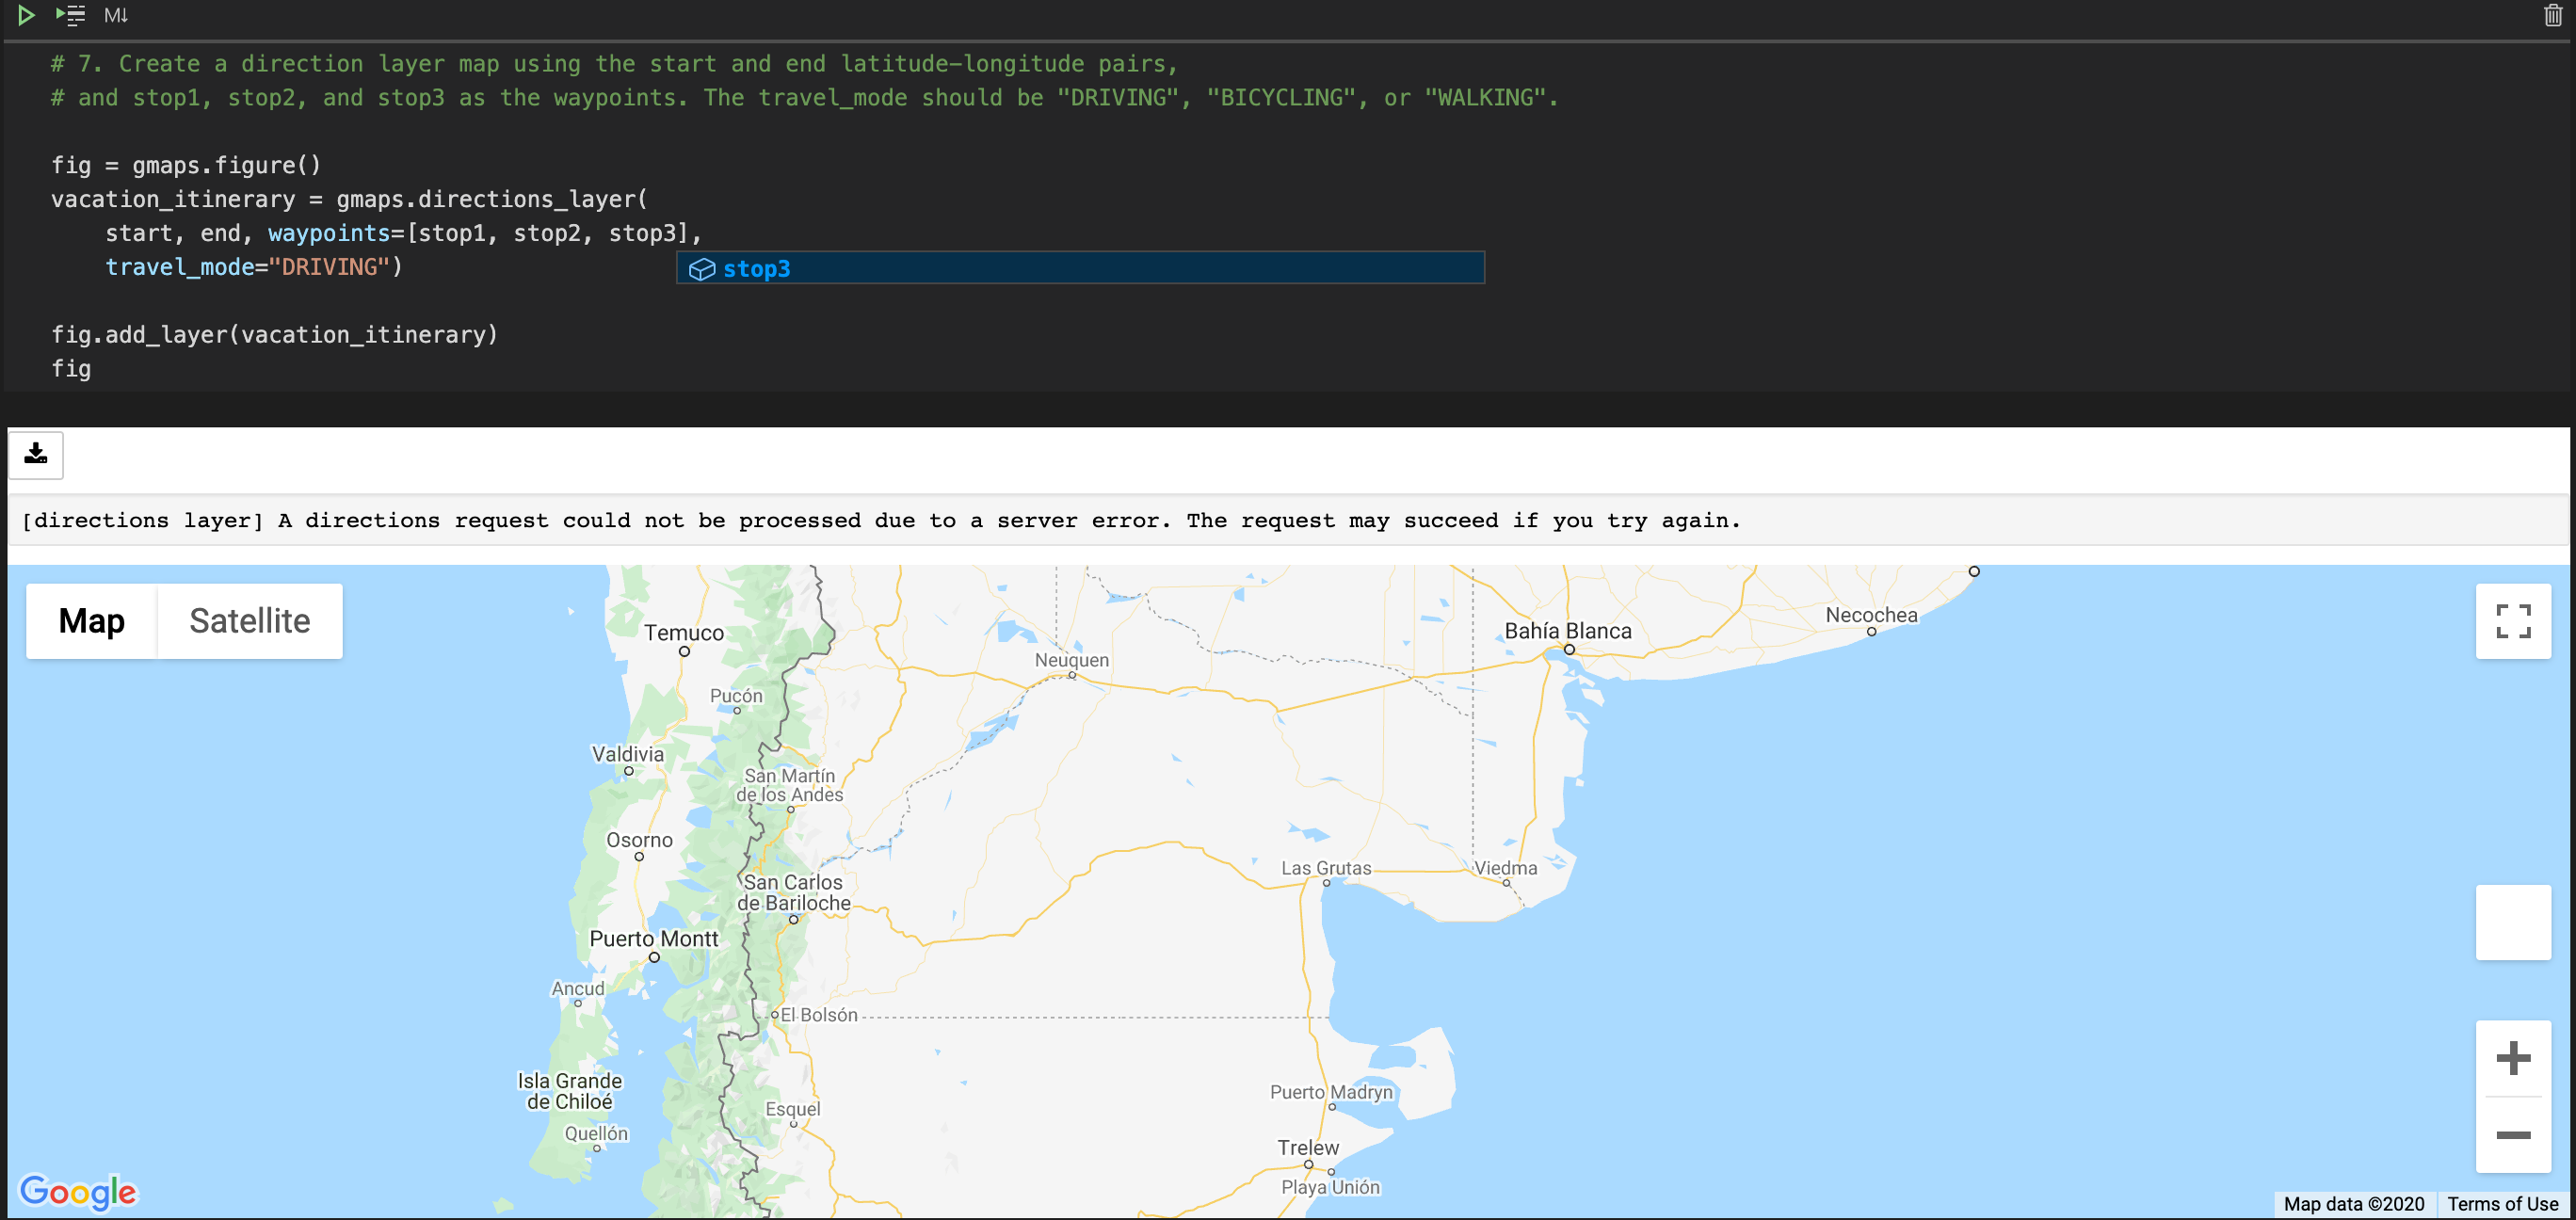 M↓
# 7. Create a direction layer map using the start and end latitude-longitude pairs,
# and stop1, stop2, and stop3 as the waypoints. The travel_mode should be "DRIVING", "BICYCLING", or "WALKING".
fig = gmaps.figure()
vacation_itinerary = gmaps.directions_layer(
start, end, waypoints=[stop1, stop2, stop3],
travel_mode="DRIVING")
stop3
fig.add_layer(vacation_itinerary)
fig
[directions layer] A directions request could not be processed due to a server error. The request may succeed if you try again.
Map
Satellite
Temuco
Bahía Blanca
Necochea
Neuquen
Pucón
Valdivia
San Martín
de los Andes
Osorno
Las Grutas
Viedma
San Carlos
de Bariloche
Puerto Montt
Ancud
El Bolsón
Isla Grande
de Chiloé
Puerto Madryn
Esquel
Quellón
Trelew
Playa Unión
Google
Map data ©2020
Terms of Use